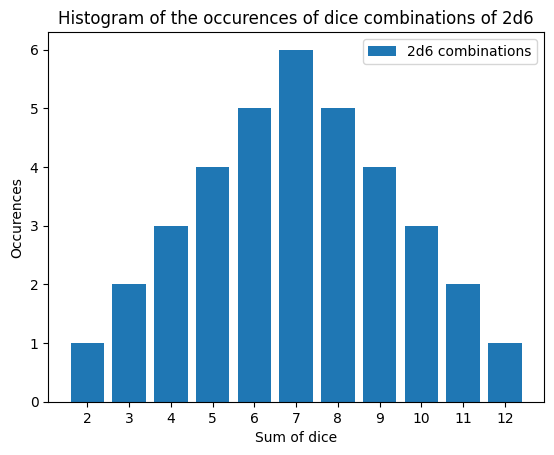 Histogram of the occurences of dice combinations of 2d6
2d6 combinations
Occurences
6
5
4
3
2
1
0
2 3 4 5 6 7 8 9 10 11 12
Sum of dice